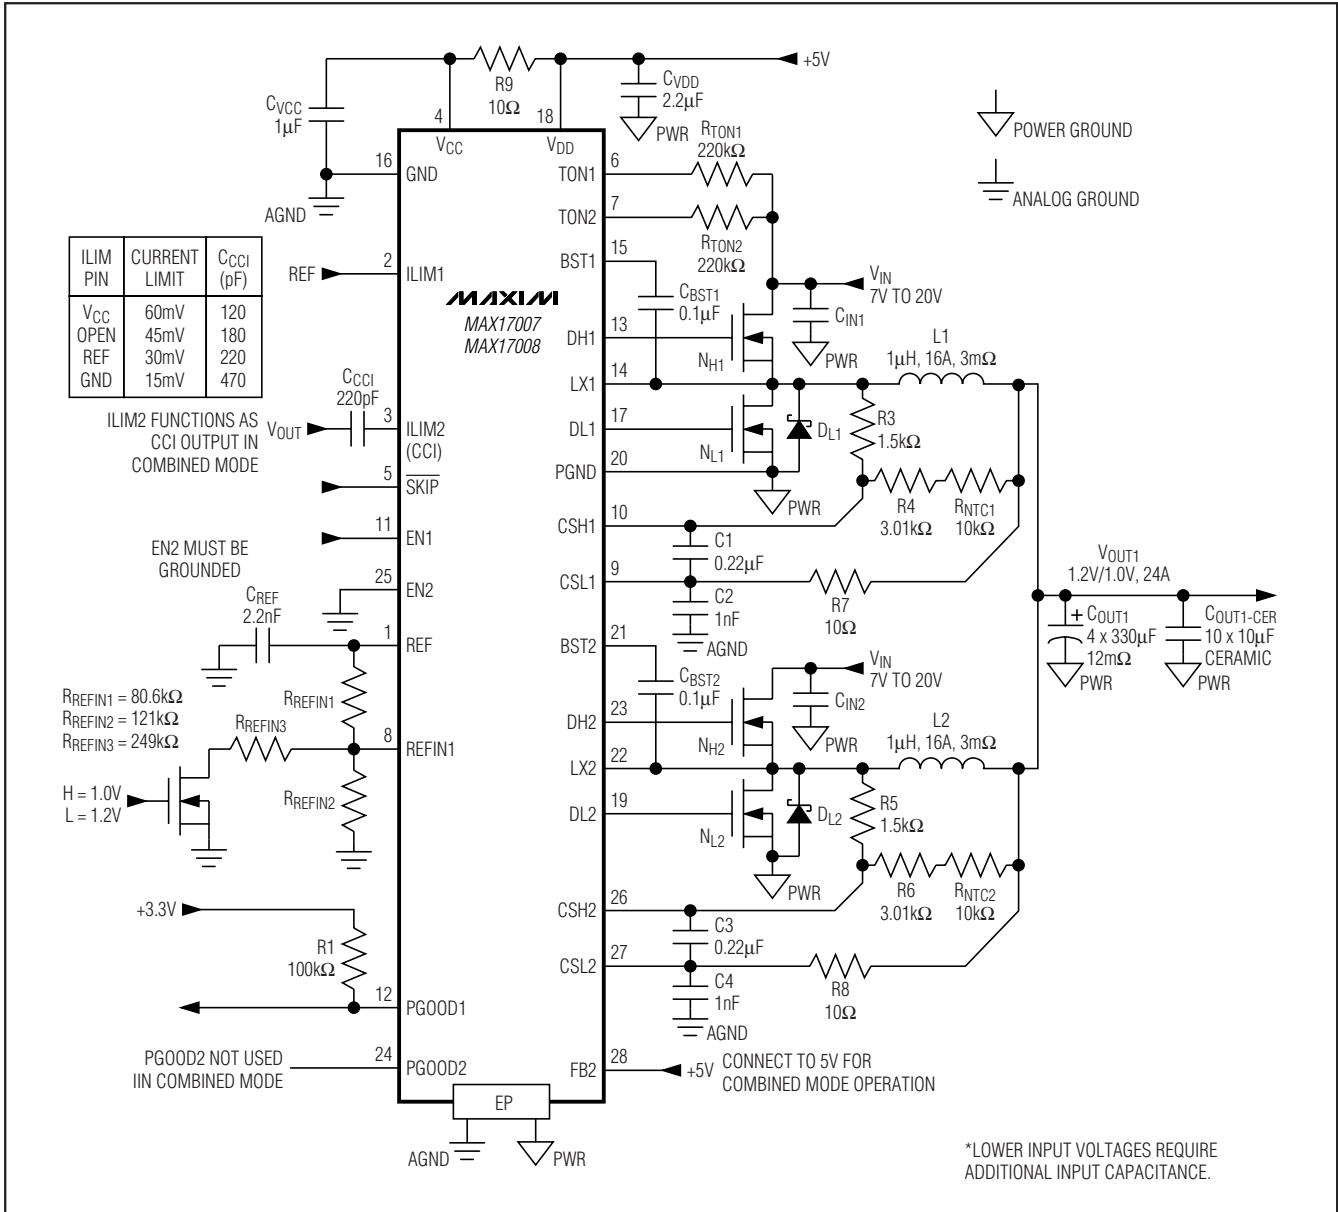 +5V
R9
10Ω
CVCC
1μF
CVDD
2.2μF
PWR
4
18
VCC
VDD
16
GND
AGND
RTON1
220kΩ
6
TON1
7
TON2
RTON2
220kΩ
POWER GROUND
ANALOG GROUND
ILIM PIN
CURRENT LIMIT
CCCI (pF)
VCC 60mV 120
OPEN 45mV 180
REF 30mV 220
GND 15mV 470
REF
2
ILIM1
MAXIM
MAX17007
MAX17008
15
BST1
CBST1
0.1μF
VIN
7V TO 20V
CIN1
PWR
13
DH1
NH1
L1
1μH, 16A, 3mΩ
14
LX1
CCCI
220pF
ILIM2 FUNCTIONS AS
CCI OUTPUT IN
COMBINED MODE
VOUT
3
ILIM2
(CCI)
17
DL1
NL1
DL1
R3
1.5kΩ
20
PGND
PWR
5
SKIP
R4
3.01kΩ
RNTC1
10kΩ
10
CSH1
C1
0.22μF
11
EN1
EN2 MUST BE
GROUNDED
25
EN2
9
CSL1
C2
1nF
AGND
R7
10Ω
VOUT1
1.2V/1.0V, 24A
+
COUT1
4 x 330μF
12mΩ
PWR
COUT1-CER
10 x 10μF
CERAMIC
PWR
CREF
2.2nF
1
REF
21
BST2
CBST2
0.1μF
VIN
7V TO 20V
CIN2
PWR
RREFIN1 = 80.6kΩ
RREFIN2 = 121kΩ
RREFIN3 = 249kΩ
RREFIN1
RREFIN3
8
REFIN1
RREFIN2
H = 1.0V
L = 1.2V
23
DH2
NH2
L2
1μH, 16A, 3mΩ
22
LX2
19
DL2
NL2
DL2
R5
1.5kΩ
PWR
R6
3.01kΩ
RNTC2
10kΩ
26
CSH2
C3
0.22μF
27
CSL2
C4
1nF
AGND
R8
10Ω
+3.3V
R1
100kΩ
12
PGOOD1
PGOOD2 NOT USED
IIN COMBINED MODE
24
PGOOD2
28
FB2
+5V
CONNECT TO 5V FOR
COMBINED MODE OPERATION
EP
AGND
PWR
*LOWER INPUT VOLTAGES REQUIRE
ADDITIONAL INPUT CAPACITANCE.